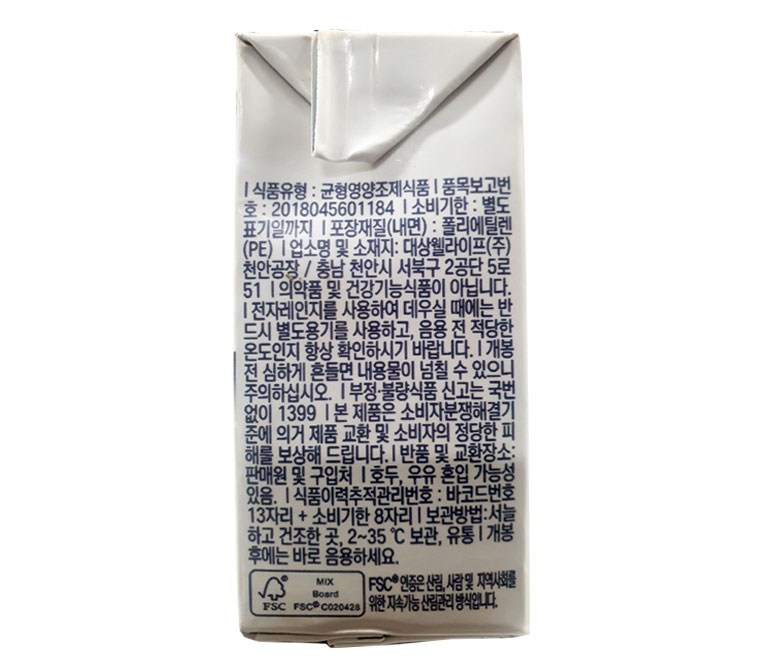 | 식품유형 : 균형영양조제식품 | 품목보고번
호 : 2018045601184 | 소비기한 : 별도
표기일까지 | 포장재질(내면) : 폴리에틸렌
(PE) | 업소명 및 소재지: 대상웰라이프(주)
천안공장 / 충남 천안시 서북구 2공단 5로
51 | 의약품 및 건강기능식품이 아닙니다.
| 전자레인지를 사용하여 데우실 때에는 반
드시 별도용기를 사용하고, 음용 전 적당한
온도인지 항상 확인하시기 바랍니다. | 개봉
전 심하게 흔들면 내용물이 넘칠 수 있으니
주의하십시오. | 부정·불량식품 신고는 국번
없이 1399 | 본 제품은 소비자분쟁해결기
준에 의거 제품 교환 및 소비자의 정당한 피
해를 보상해 드립니다. | 반품 및 교환장소:
판매원 및 구입처 | 호두, 우유 혼입 가능성
있음. | 식품이력추적관리번호 : 바코드번호
13자리 + 소비기한 8자리 | 보관방법:서늘
하고 건조한 곳, 2~35 ℃ 보관, 유통 | 개봉
후에는 바로 음용하세요.
MIX
Board
FSC FSC® C020428
FSC® 인증은 산림, 사람 및 지역사회를
위한 지속가능 산림관리 방식입니다.